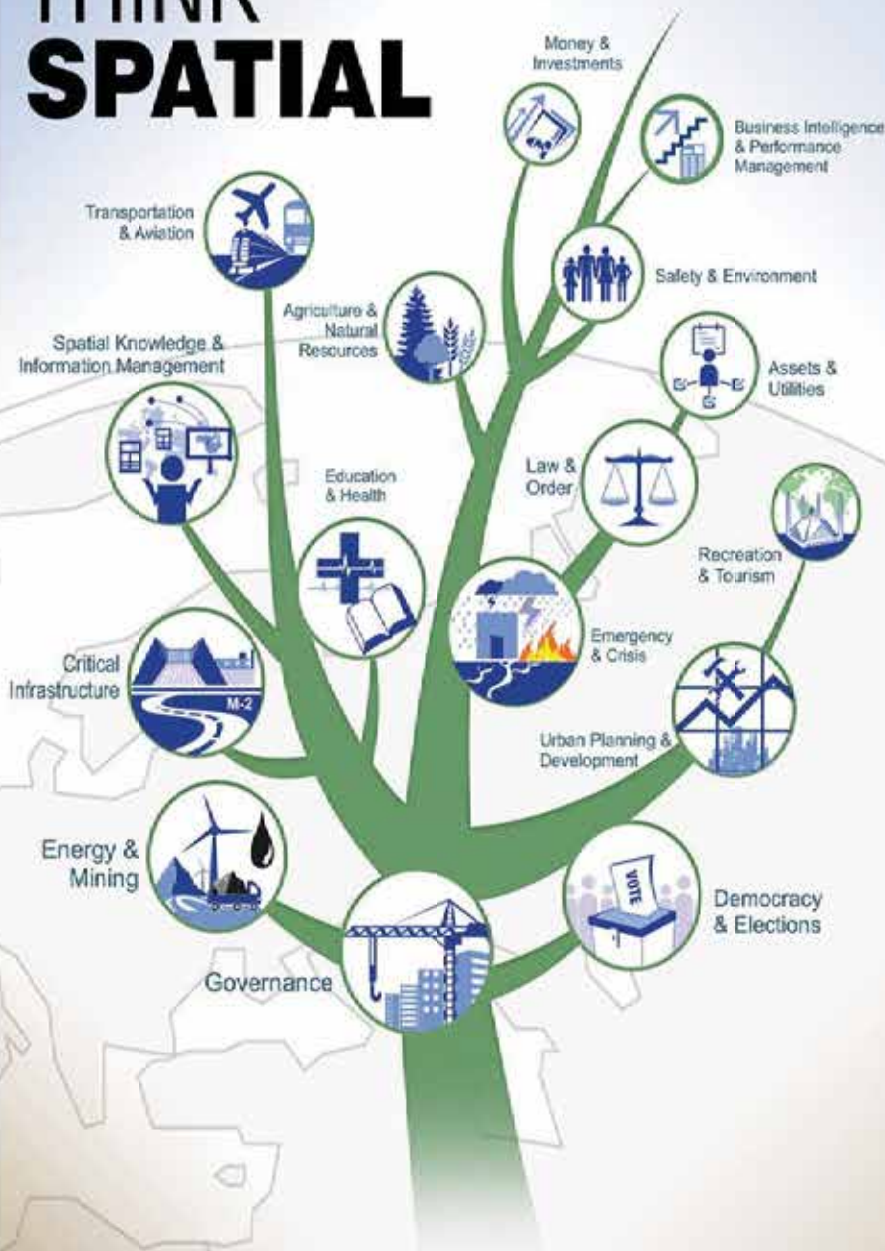 THINK
SPATIAL
Money &
Investments
Business Intelligence
& Performance
Management
Transportation
& Aviation
Safety & Environment
Agriculture &
Natural
Resources
Spatial Knowledge &
Information Management
Assets &
Utilities
Education
& Health
Law &
Order
Recreation
& Tourism
Emergency
& Crisis
Critical
Infrastructure
M-2
Urban Planning &
Development
Energy &
Mining
VOTE
Democracy
& Elections
Governance